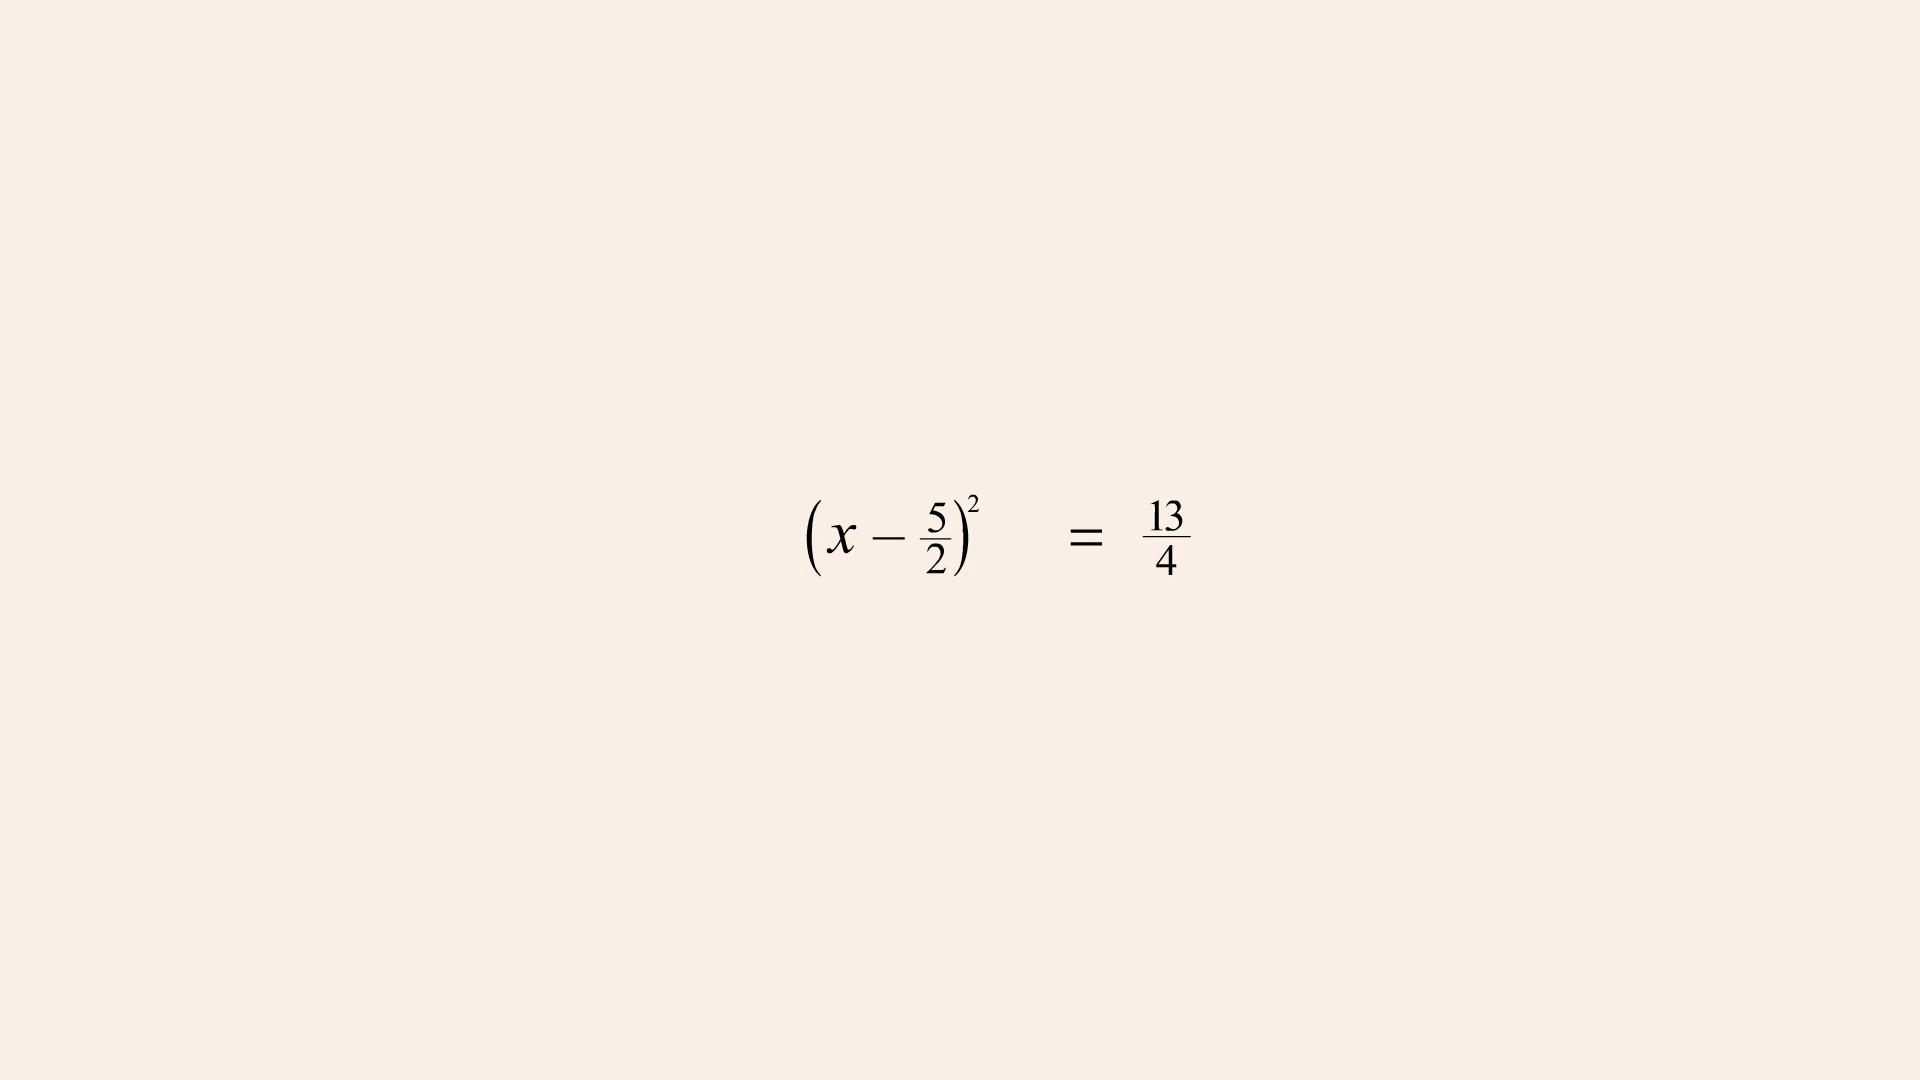 (x − 5/2)² = 13/4